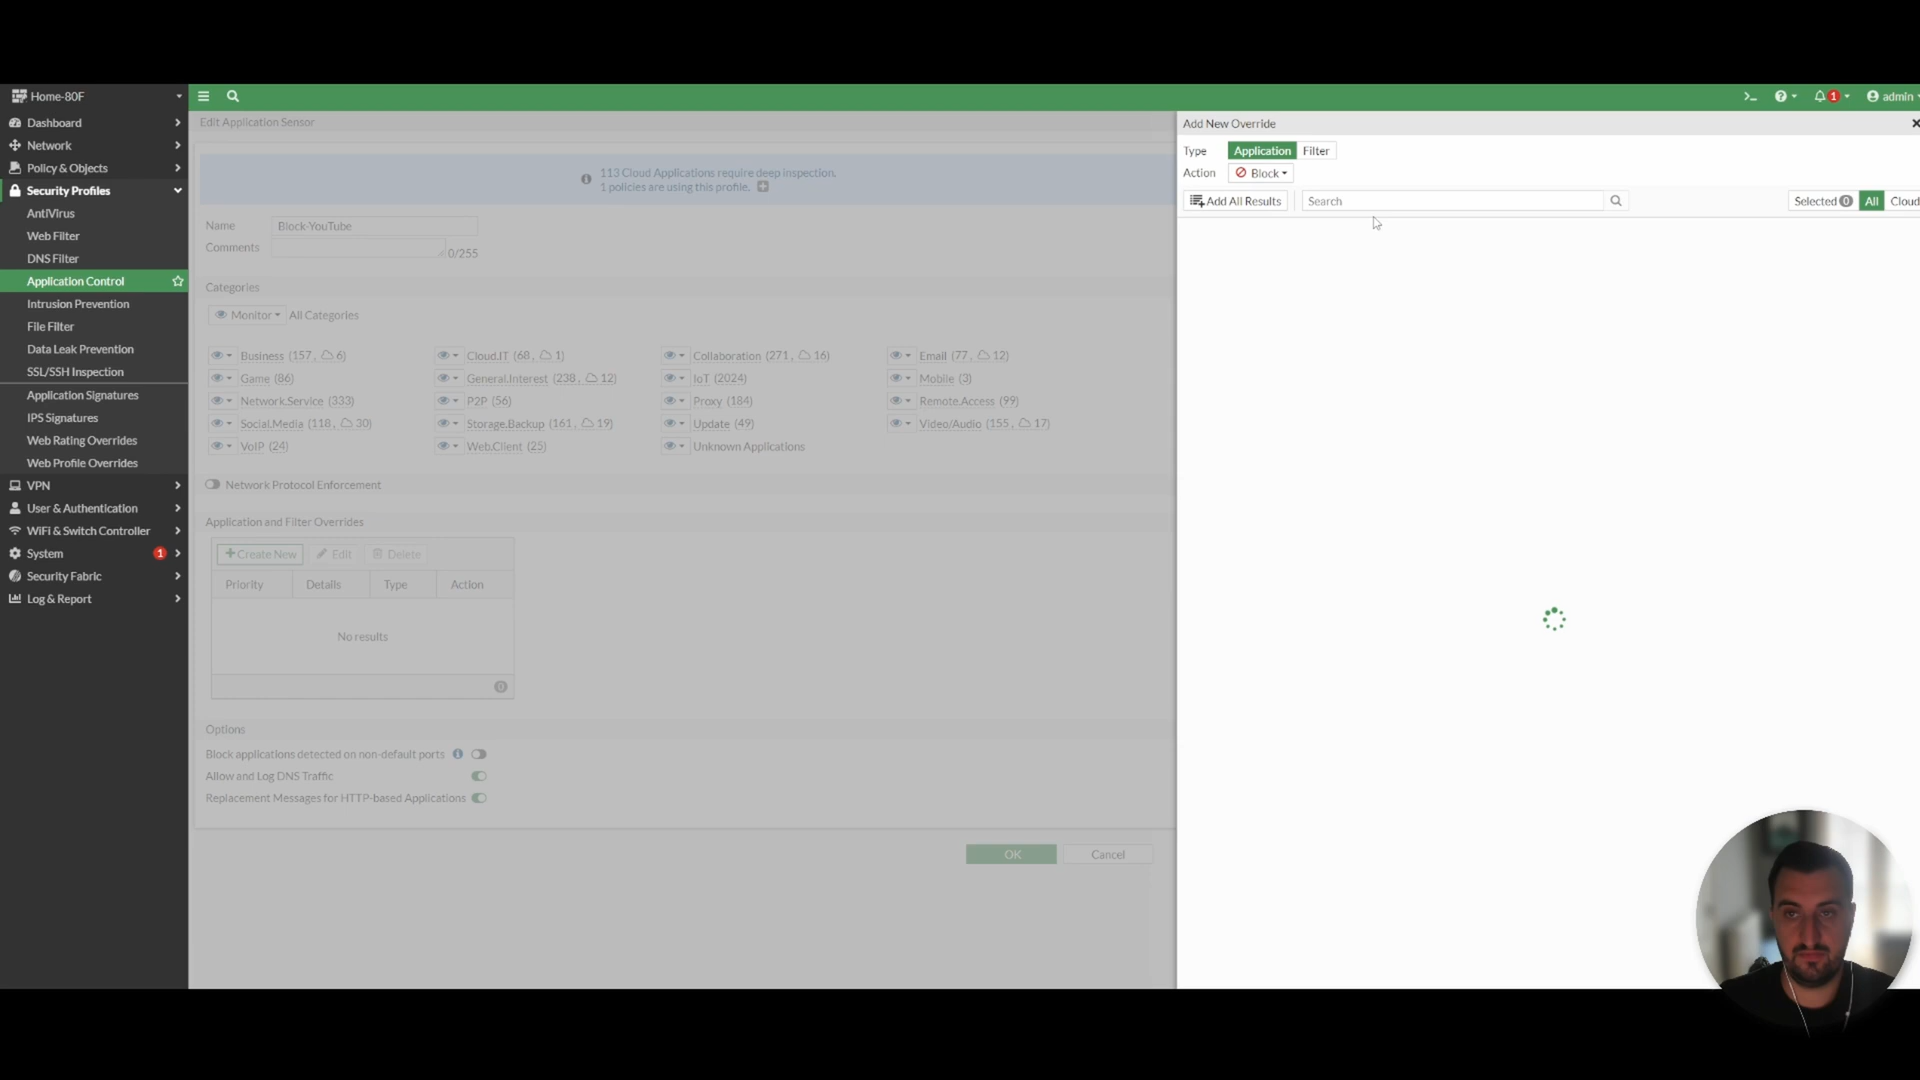 Home-80F
Dashboard
Network
Policy & Objects
Security Profiles
AntiVirus
Web Filter
DNS Filter
Application Control
Intrusion Prevention
File Filter
Data Leak Prevention
SSL/SSH Inspection
Application Signatures
IPS Signatures
Web Rating Overrides
Web Profile Overrides
VPN
User & Authentication
WiFi & Switch Controller
System 1
Security Fabric
Log & Report
>_ ? 1 admin
Edit Application Sensor
113 Cloud Applications require deep inspection.
1 policies are using this profile.
Name Block-YouTube
Comments 0/255
Categories
Monitor All Categories
Business (157, 6) Cloud.IT (68, 1) Collaboration (271, 16) Email (77, 12)
Game (86) General.Interest (238, 12) IoT (2024) Mobile (3)
Network.Service (333) P2P (56) Proxy (184) Remote.Access (99)
Social.Media (118, 30) Storage.Backup (161, 19) Update (49) Video/Audio (155, 17)
VoIP (24) Web.Client (25) Unknown Applications
Network Protocol Enforcement
Application and Filter Overrides
Create New Edit Delete
Priority Details Type Action
No results
0
Options
Block applications detected on non-default ports
Allow and Log DNS Traffic
Replacement Messages for HTTP-based Applications
OK Cancel
Add New Override
Type Application Filter
Action Block
Add All Results Search Selected 0 All Cloud